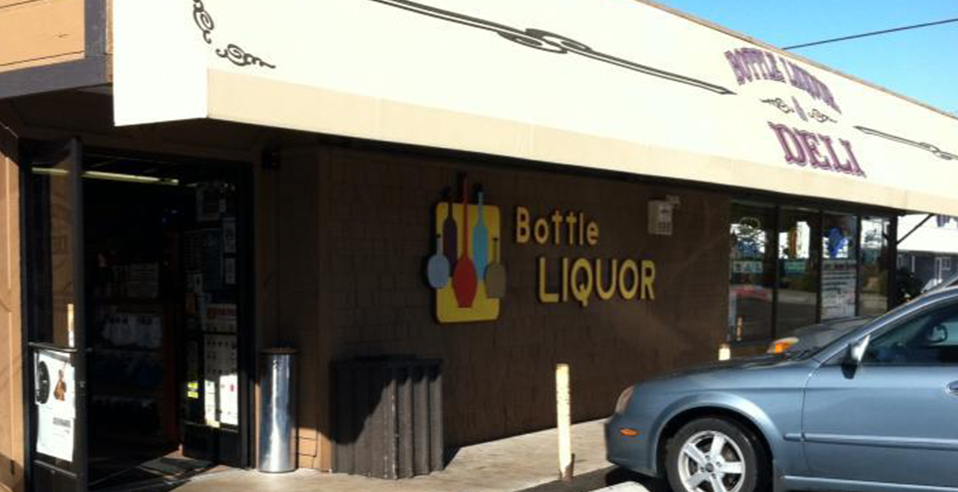 BOTTLE LIQUOR
&
DELI
Bottle
LIQUOR